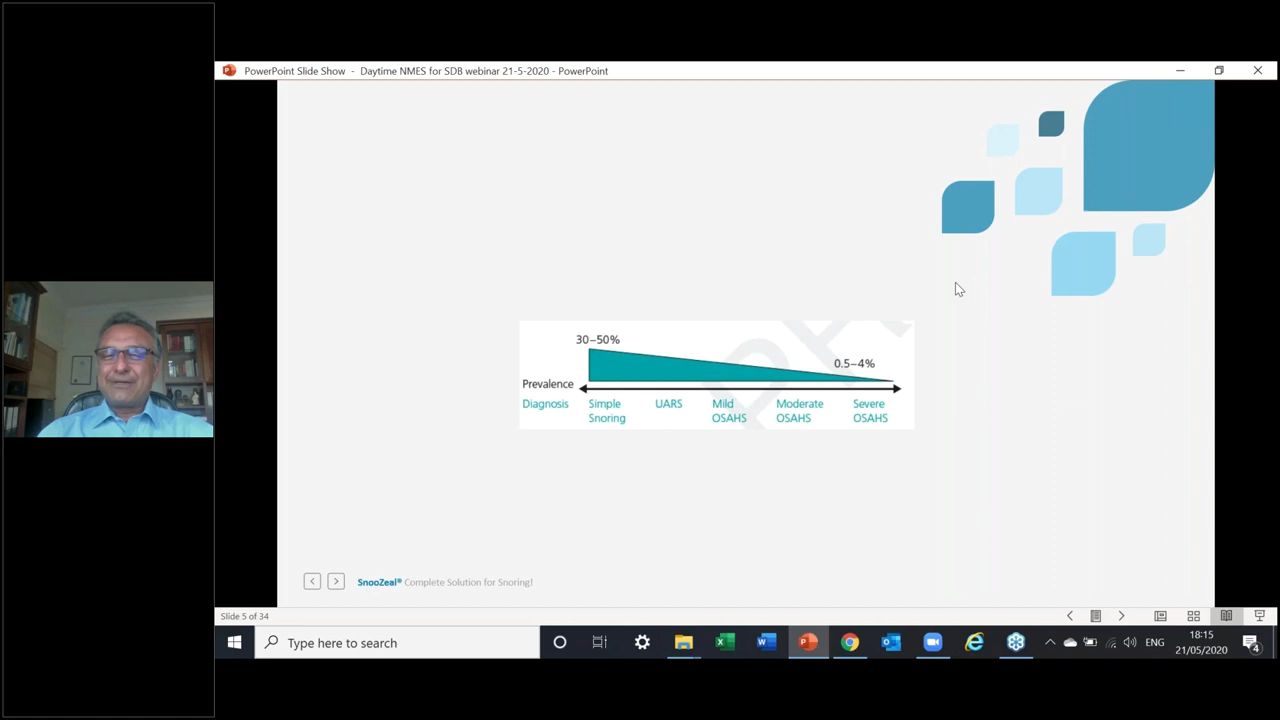 PowerPoint Slide Show - Daytime NMES for SDB webinar 21-5-2020 - PowerPoint
30–50%
0.5–4%
Prevalence
Diagnosis
Simple
Snoring
UARS
Mild
OSAHS
Moderate
OSAHS
Severe
OSAHS
SnooZeal® Complete Solution for Snoring!
Slide 5 of 34
Type here to search
ENG
18:15
21/05/2020
4